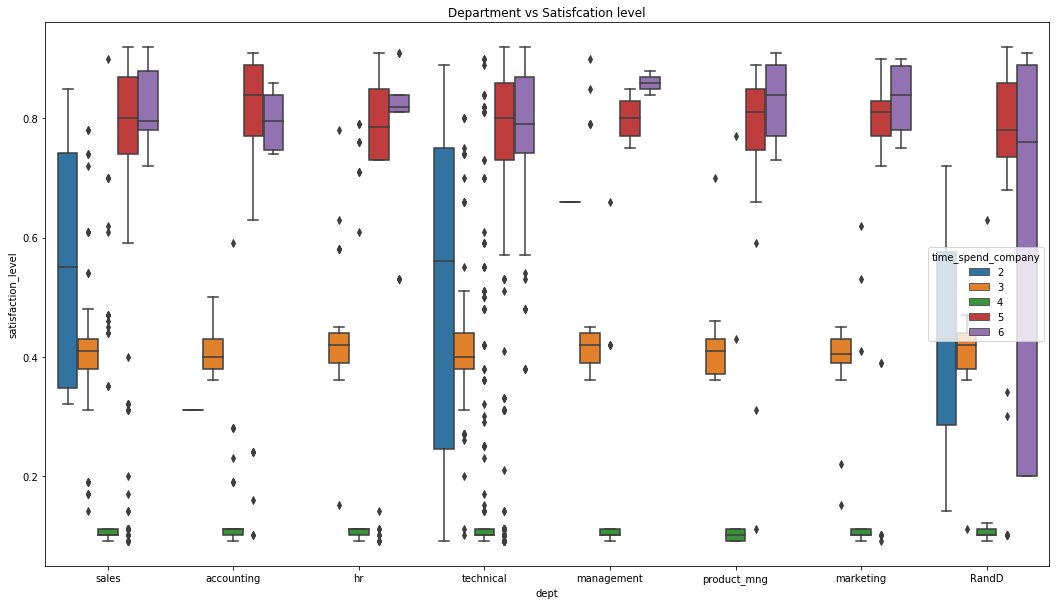 Department vs Satisfcation level
satisfaction_level
0.8
0.6
0.4
0.2
time_spend_company
2
3
4
5
6
sales accounting hr technical management product_mng marketing RandD
dept